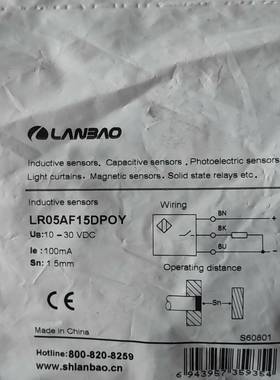 LANBAO
Inductive sensors, Capacitive sensors, Photoelectric sensors
Light curtains, Magnetic sensors, Solid state relays etc.
Inductive sensors
LR05AF15DPOY
UB: 10-30 VDC
Ie: 100mA
Sn: 1.5mm
Wiring
BN
BK
BU
Operating distance
Sn
CE
Made in China
S60801
Hotline:800-820-8259
www.shlanbao.cn
6943957359354